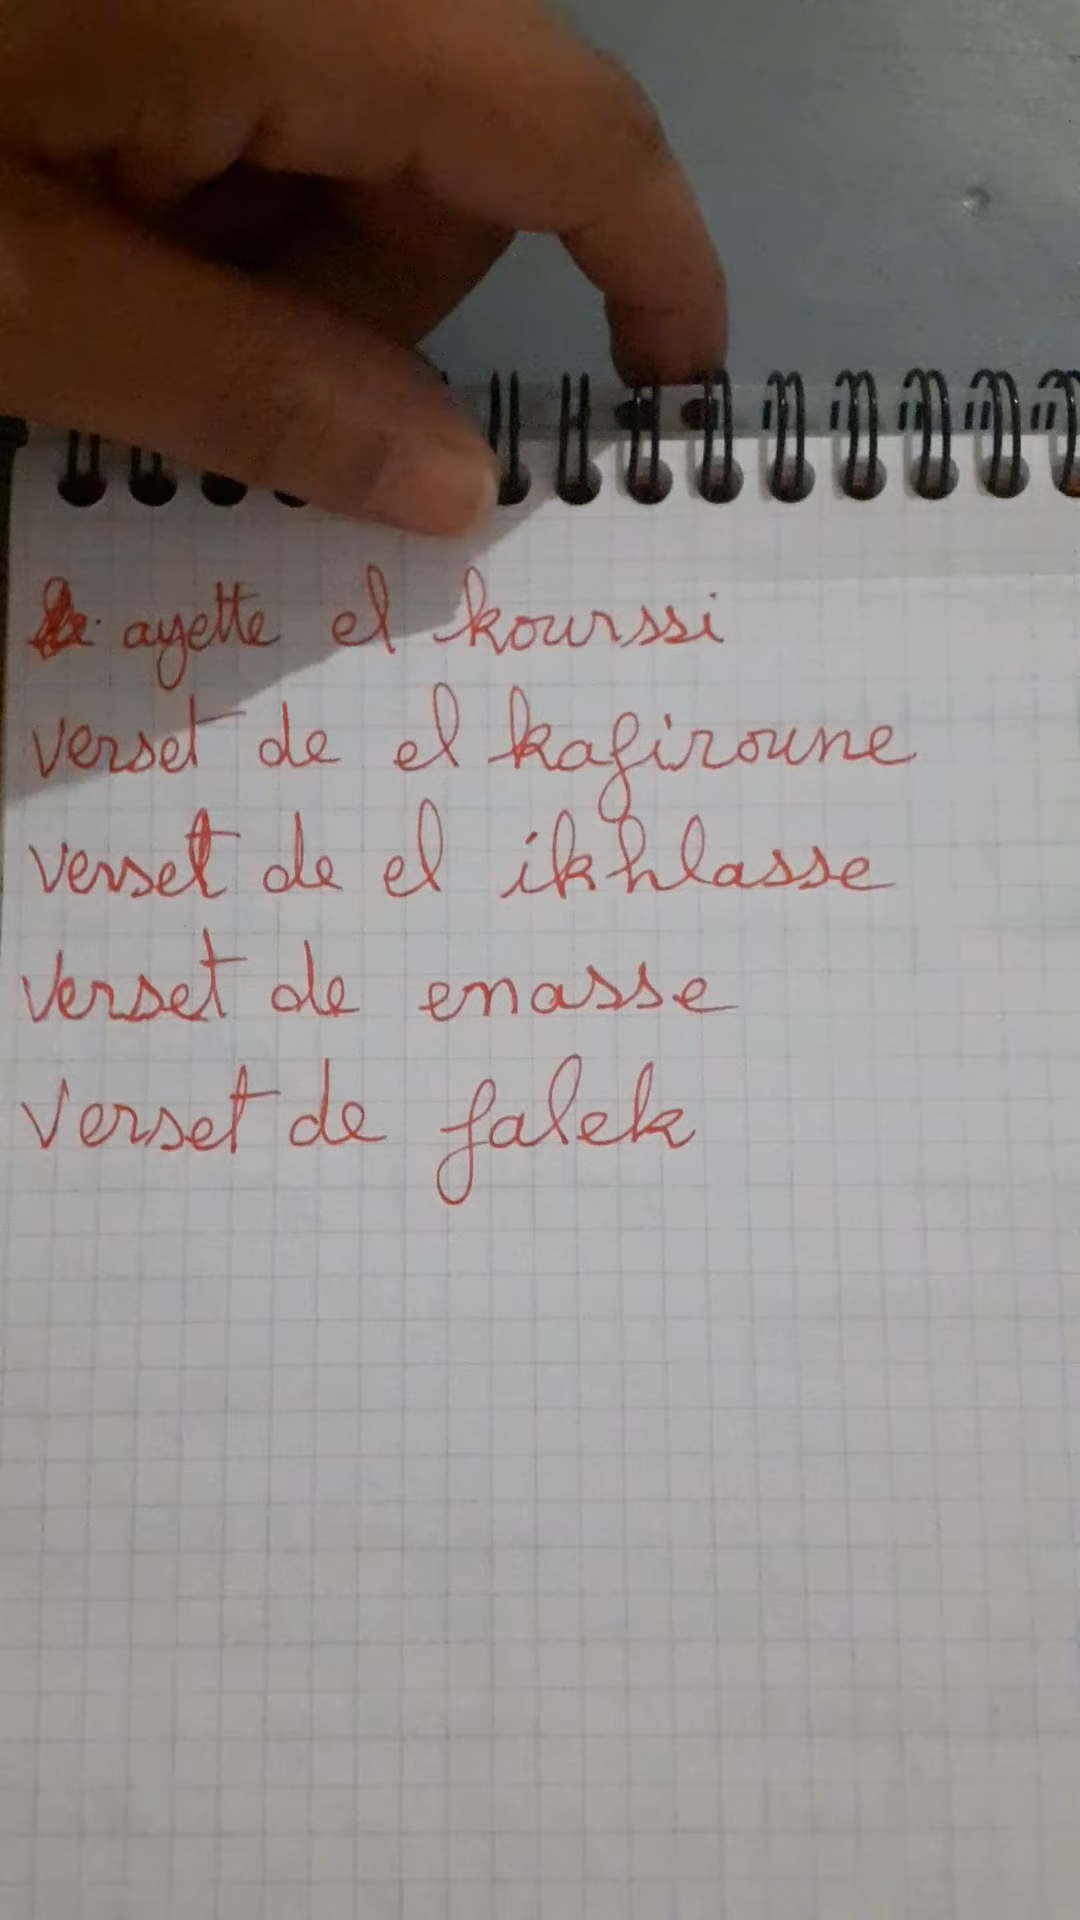 ayette el kourssi
verset de el kafiroune
verset de el ikhlasse
verset de enasse
verset de falek